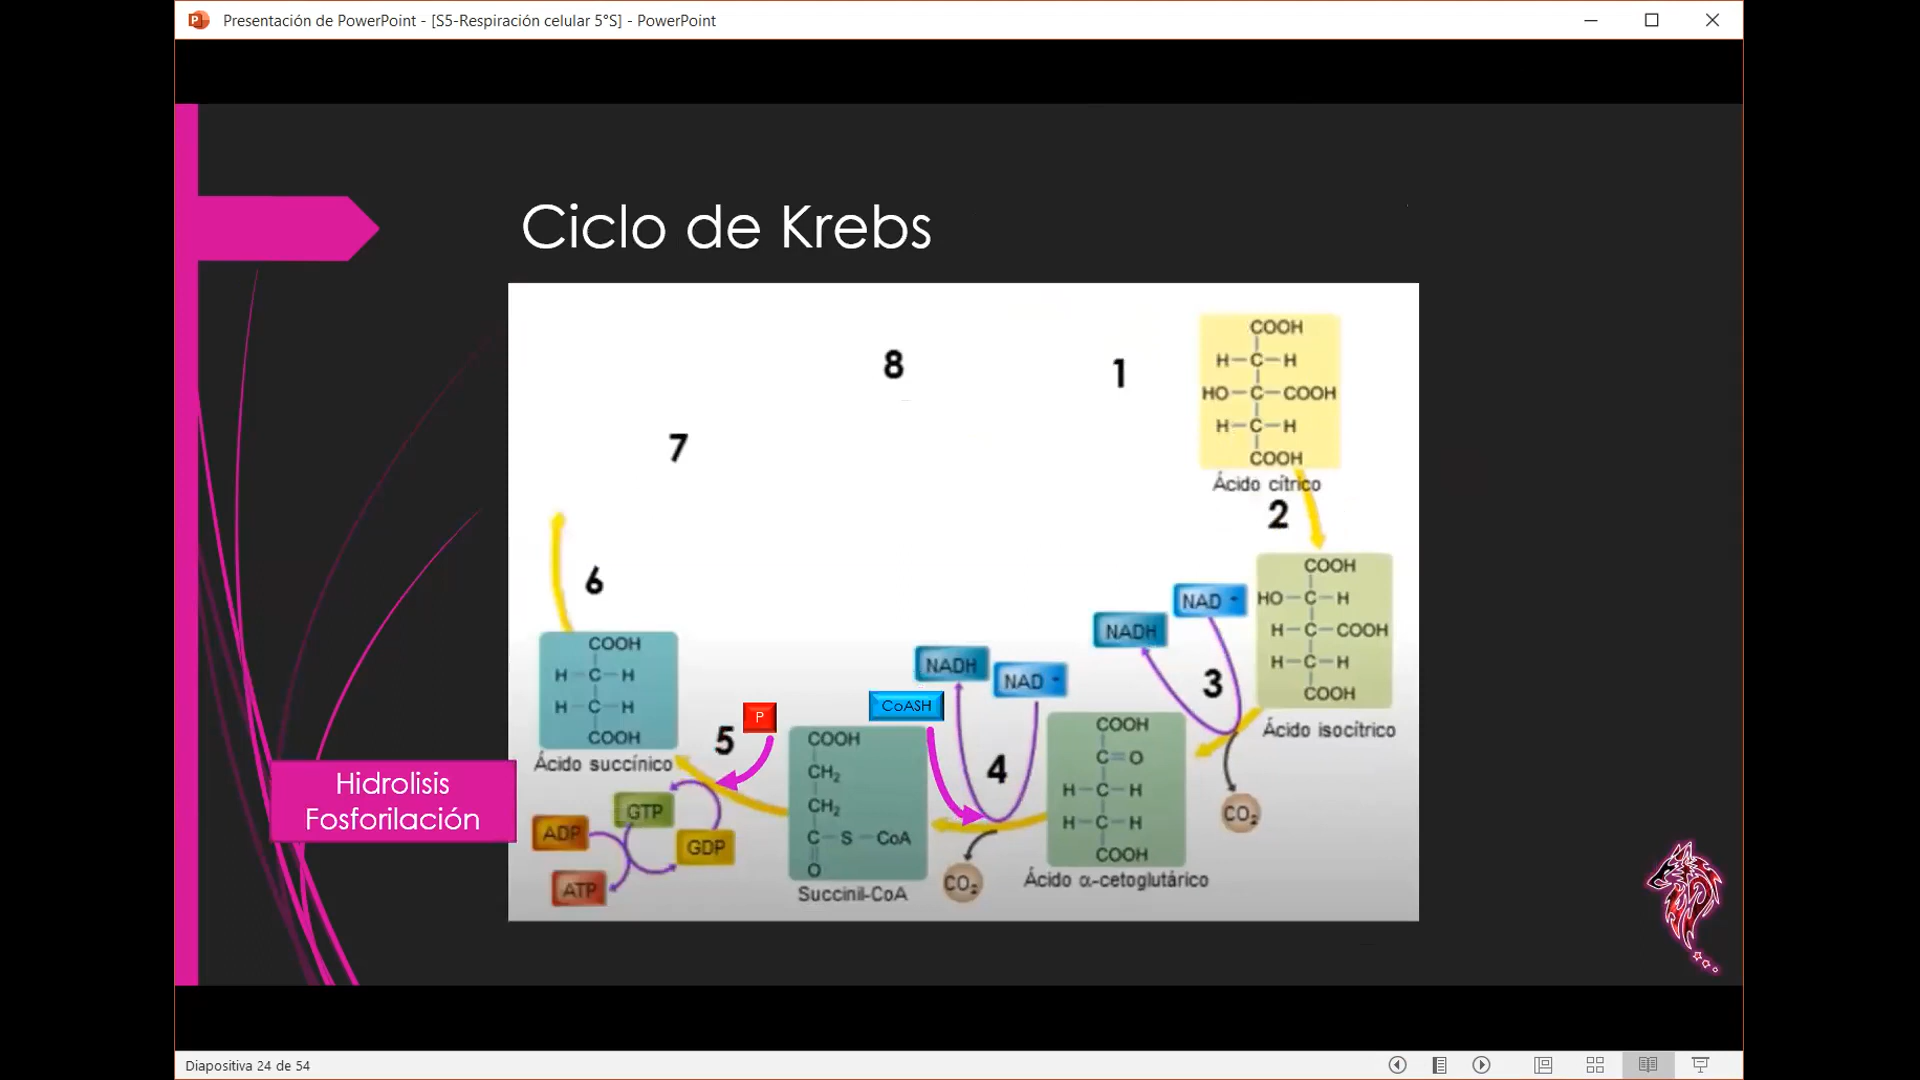 Presentación de PowerPoint - [S5-Respiración celular 5°S] - PowerPoint
Ciclo de Krebs
8
1
7
COOH
H-C-H
HO-C-COOH
H-C-H
COOH
Ácido cítrico
2
6
COOH
HO-C-H
H-C-COOH
H-C-H
COOH
Ácido isocítrico
NAD
NADH
3
CO₂
COOH
C=O
H-C-H
H-C-H
COOH
Ácido α-cetoglutárico
NADH
NAD
CoASH
4
CO₂
COOH
CH₂
CH₂
C-S-CoA
O
Succinil-CoA
P
5
COOH
H-C-H
H-C-H
COOH
Ácido succínico
GTP
GDP
ADP
ATP
Hidrolisis
Fosforilación
Diapositiva 24 de 54